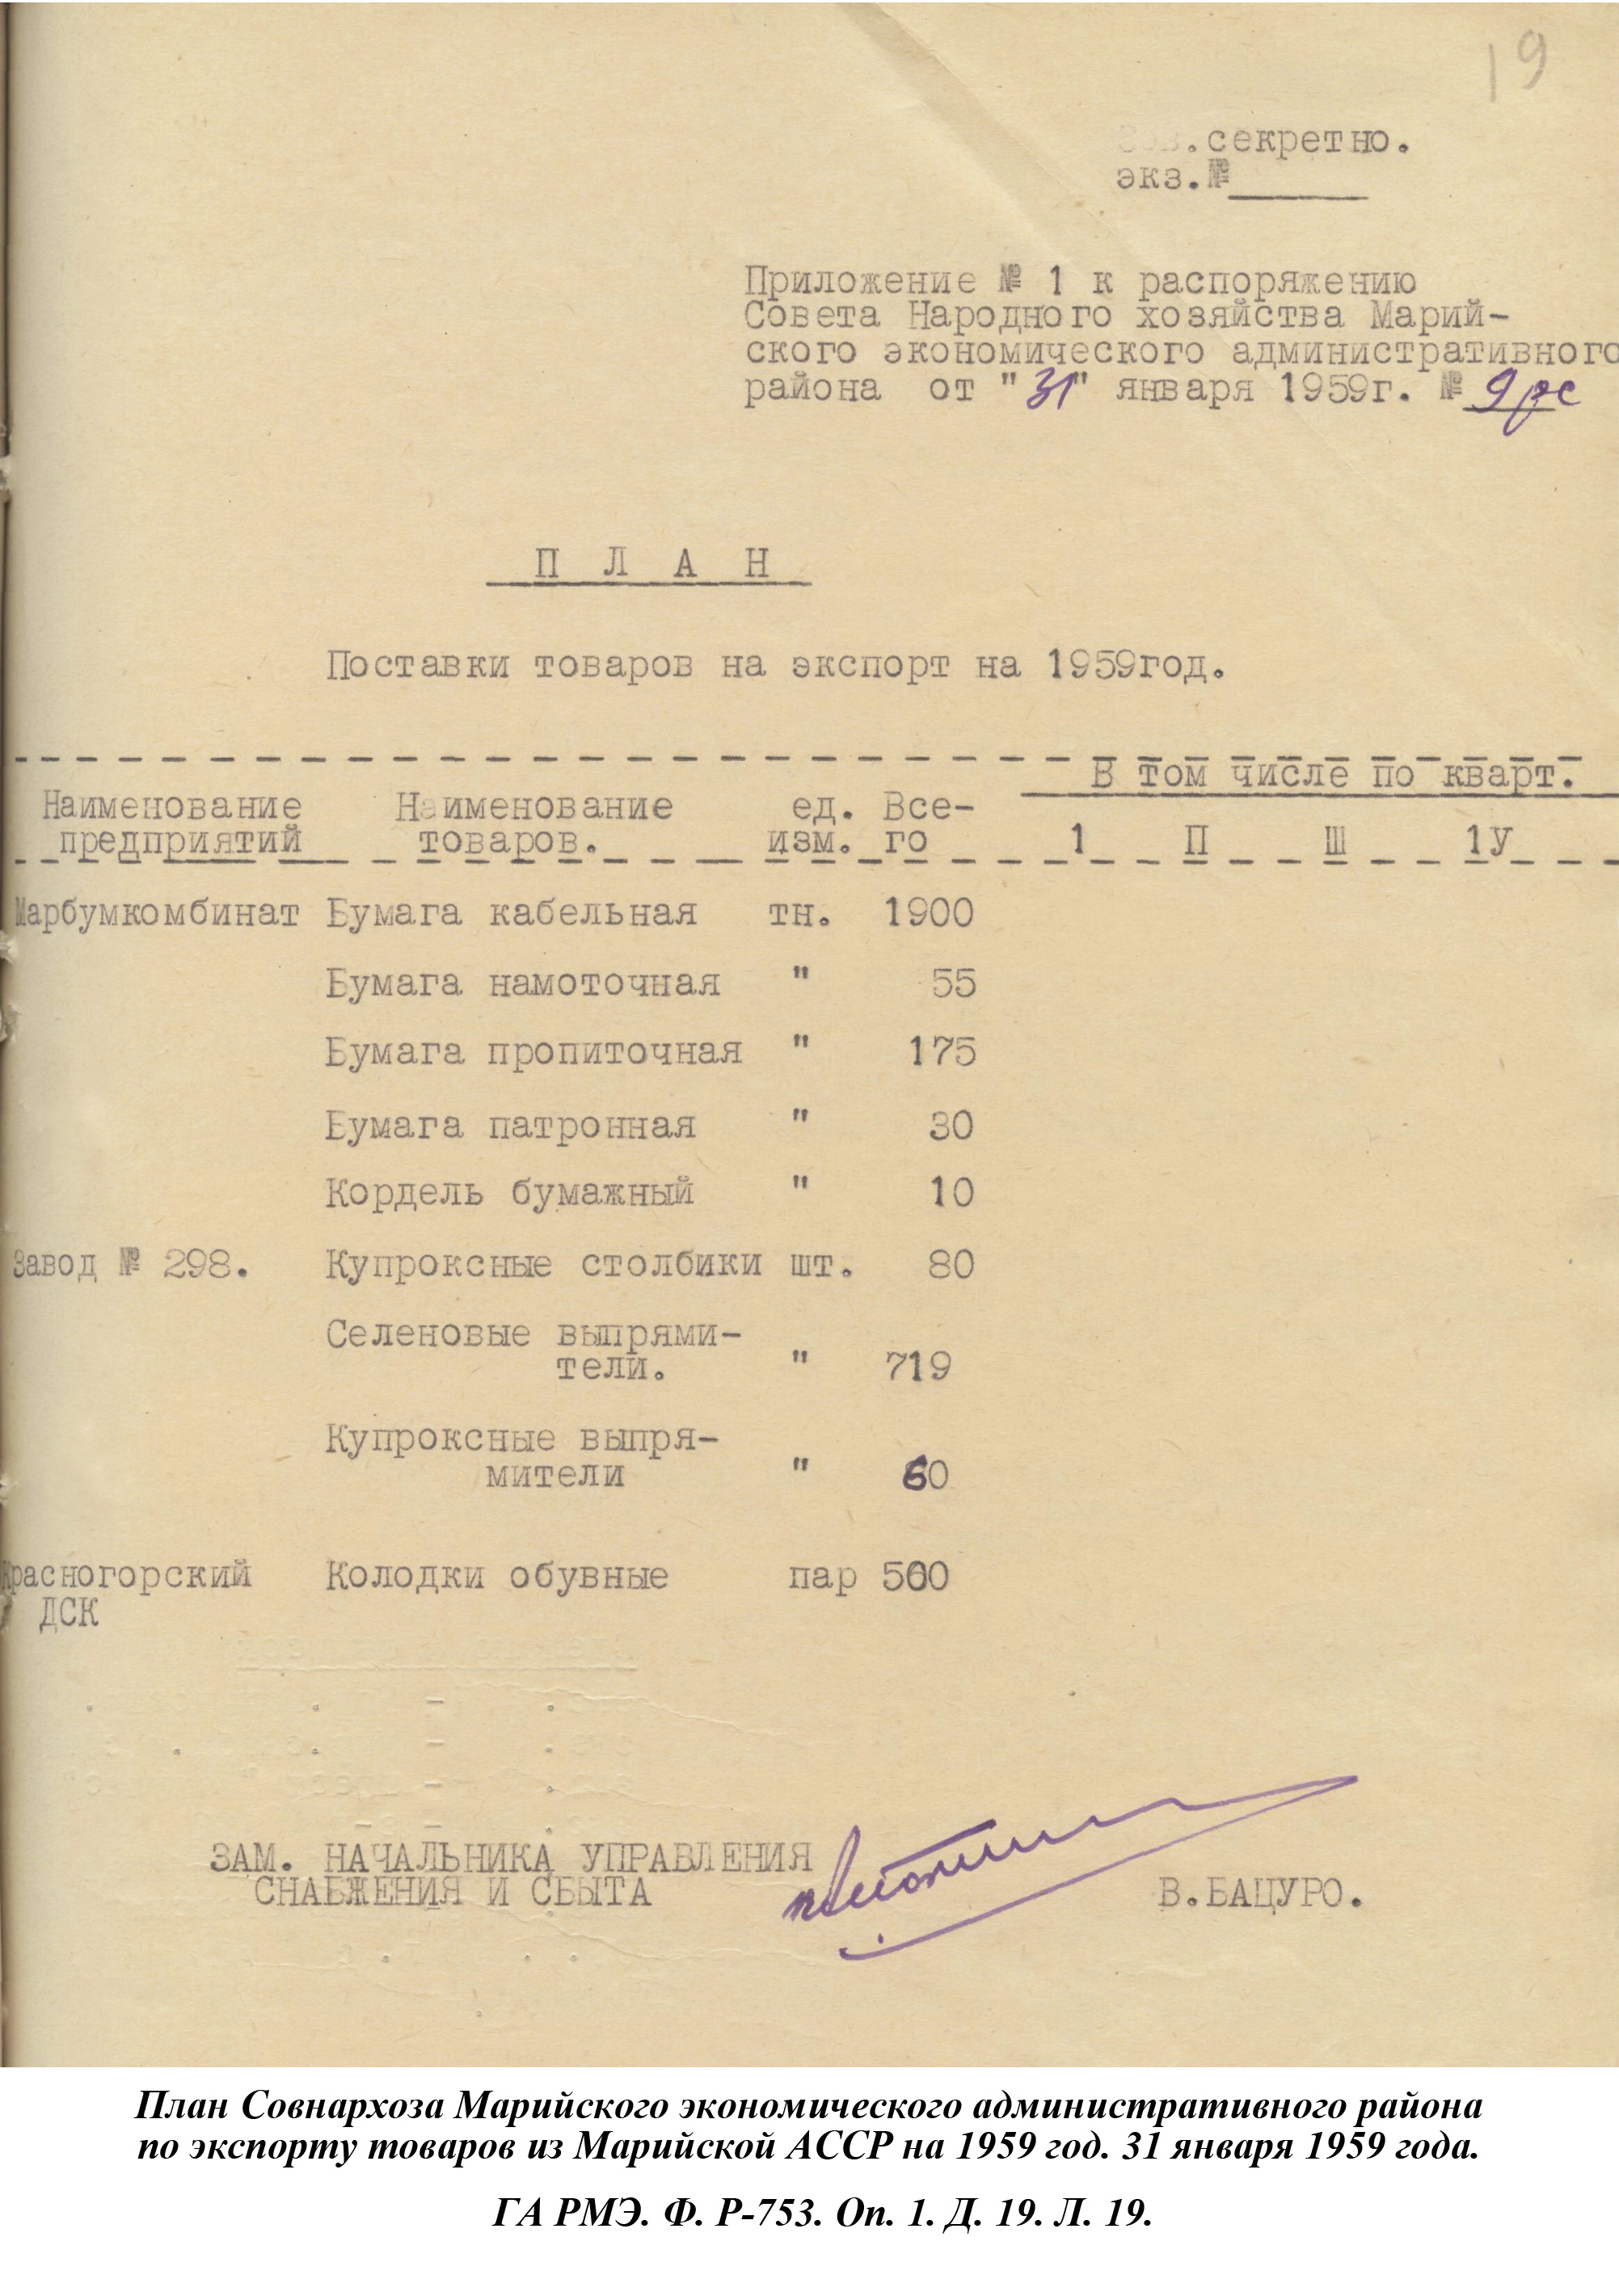 19
Сов.секретно.
экз.№
Приложение № 1 к распоряжению
Совета Народного хозяйства Марий-
ского экономического административного
района от "31" января 1959г. № 9рс
П Л А Н
Поставки товаров на экспорт на 1959год.
В том числе по кварт.
Наименование Наименование ед. Все-
предприятий товаров. изм. го 1 П Ш 1У
Марбумкомбинат Бумага кабельная тн. 1900
Бумага намоточная " 55
Бумага пропиточная " 175
Бумага патронная " 30
Кордель бумажный " 10
Завод № 298. Купроксные столбики шт. 80
Селеновые выпрями-
тели. " 719
Купроксные выпря-
мители " 60
Красногорский Колодки обувные пар 500
ДСК
ЗАМ. НАЧАЛЬНИКА УПРАВЛЕНИЯ
СНАБЖЕНИЯ И СБЫТА В.БАЦУРО.
План Совнархоза Марийского экономического административного района
по экспорту товаров из Марийской АССР на 1959 год. 31 января 1959 года.
ГА РМЭ. Ф. Р-753. Оп. 1. Д. 19. Л. 19.